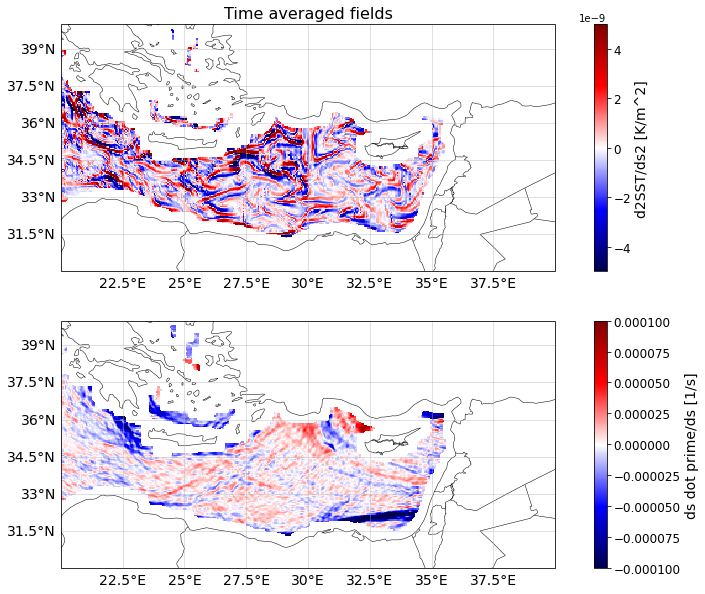 Time averaged fields
1e−9
39°N
37.5°N
36°N
34.5°N
33°N
31.5°N
22.5°E 25°E 27.5°E 30°E 32.5°E 35°E 37.5°E
4
2
0
−2
−4
d2SST/ds2 [K/m^2]
39°N
37.5°N
36°N
34.5°N
33°N
31.5°N
22.5°E 25°E 27.5°E 30°E 32.5°E 35°E 37.5°E
0.000100
0.000075
0.000050
0.000025
0.000000
−0.000025
−0.000050
−0.000075
−0.000100
ds dot prime/ds [1/s]